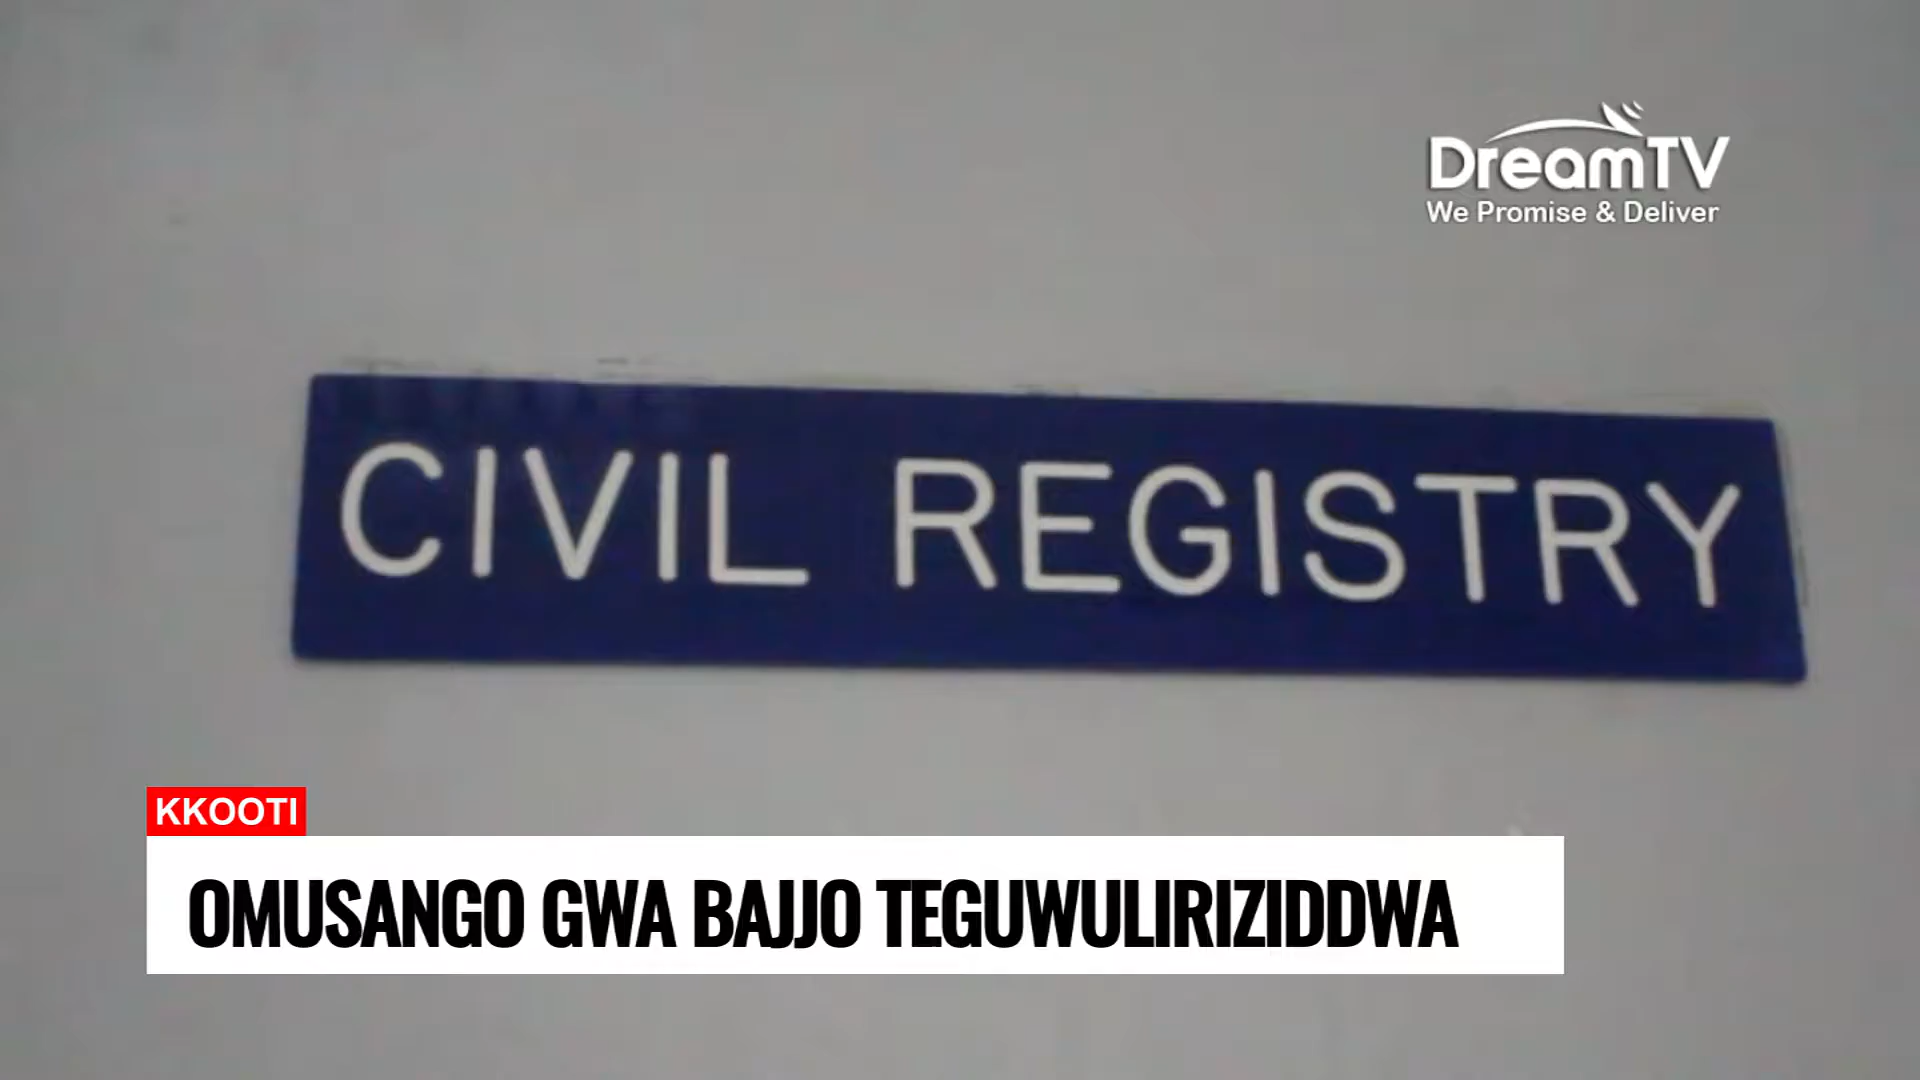 DreamTV
We Promise & Deliver
CIVIL REGISTRY
KKOOTI
OMUSANGO GWA BAJJO TEGUWULIRIZIDDWA